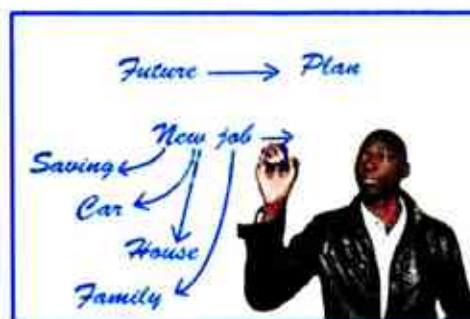 Future → Plan
New job →
Saving
Car
House
Family